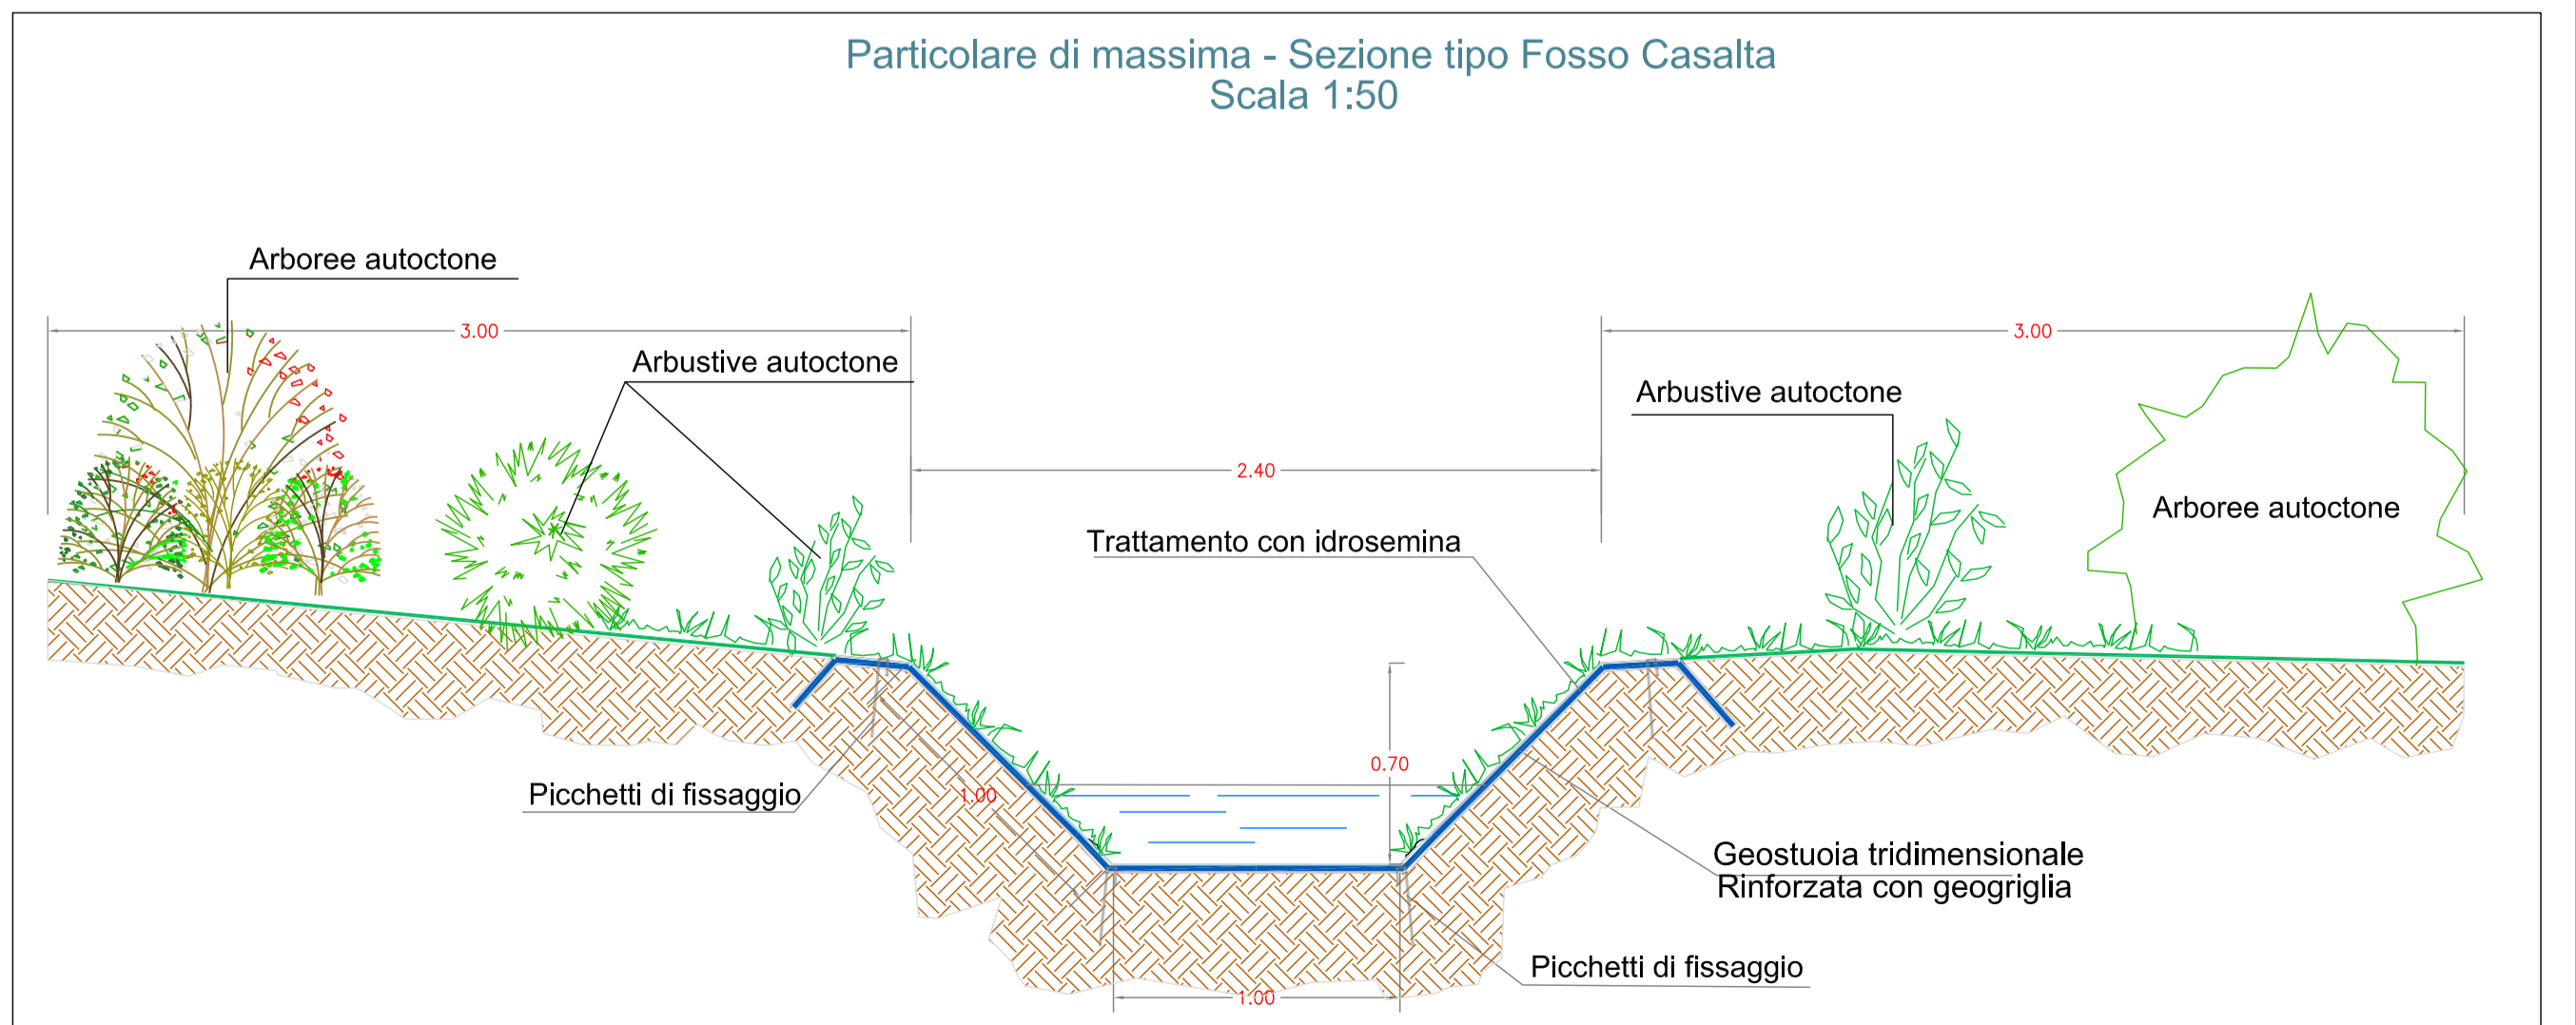 Particolare di massima - Sezione tipo Fosso Casalta
Scala 1:50
Arboree autoctone
3.00
3.00
Arbustive autoctone
Arbustive autoctone
2.40
Arboree autoctone
Trattamento con idrosemina
0.70
Picchetti di fissaggio
1.00
Geostuoia tridimensionale
Rinforzata con geogriglia
Picchetti di fissaggio
1.00